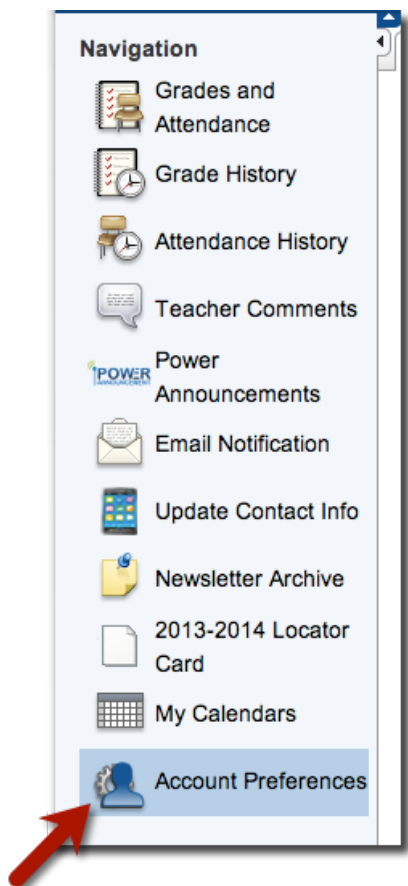 Navigation
Grades and
Attendance
Grade History
Attendance History
Teacher Comments
POWER
ANNOUNCEMENT
Power
Announcements
Email Notification
Update Contact Info
Newsletter Archive
2013-2014 Locator
Card
My Calendars
Account Preferences